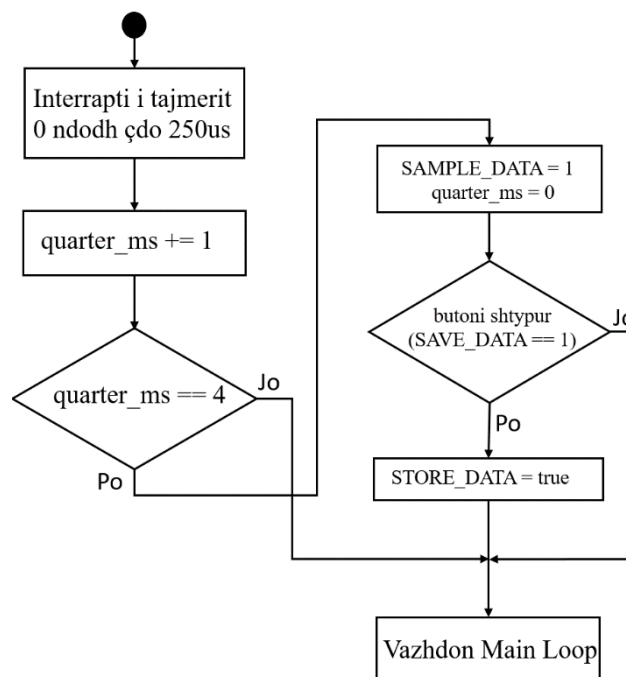 Interrapti i tajmerit
0 ndodh çdo 250us
quarter_ms += 1
quarter_ms == 4
Jo
Po
SAMPLE_DATA = 1
quarter_ms = 0
butoni shtypur
(SAVE_DATA == 1)
Jo
Po
STORE_DATA = true
Vazhdon Main Loop